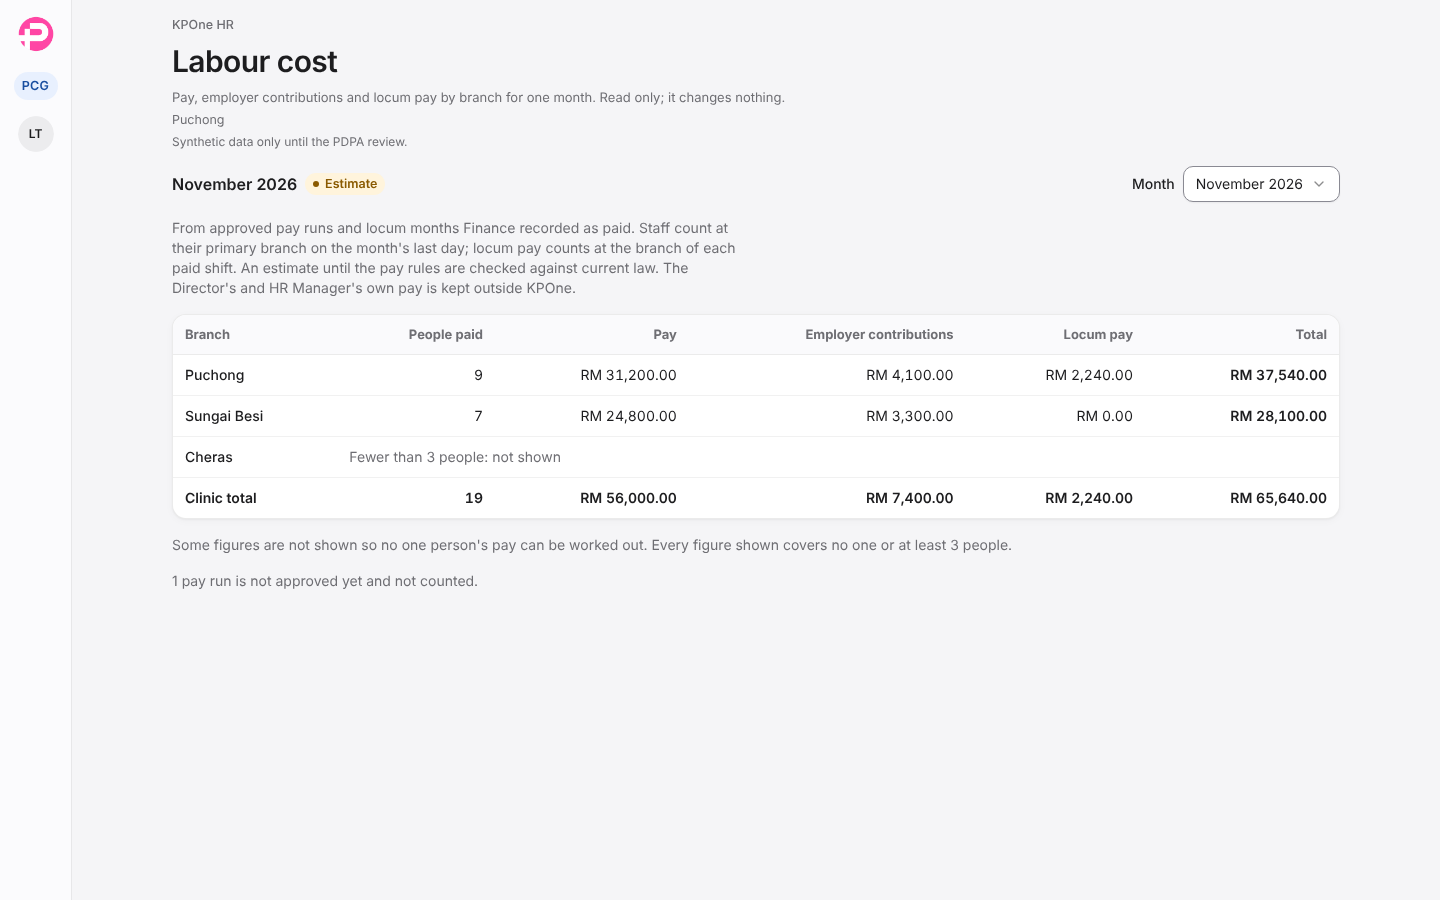 KPOne HR
PCG
LT
Labour cost
Pay, employer contributions and locum pay by branch for one month. Read only; it changes nothing.
Puchong
Synthetic data only until the PDPA review.
November 2026 Estimate Month November 2026
From approved pay runs and locum months Finance recorded as paid. Staff count at
their primary branch on the month's last day; locum pay counts at the branch of each
paid shift. An estimate until the pay rules are checked against current law. The
Director's and HR Manager's own pay is kept outside KPOne.
Branch People paid Pay Employer contributions Locum pay Total
Puchong 9 RM 31,200.00 RM 4,100.00 RM 2,240.00 RM 37,540.00
Sungai Besi 7 RM 24,800.00 RM 3,300.00 RM 0.00 RM 28,100.00
Cheras Fewer than 3 people: not shown
Clinic total 19 RM 56,000.00 RM 7,400.00 RM 2,240.00 RM 65,640.00
Some figures are not shown so no one person's pay can be worked out. Every figure shown covers no one or at least 3 people.
1 pay run is not approved yet and not counted.